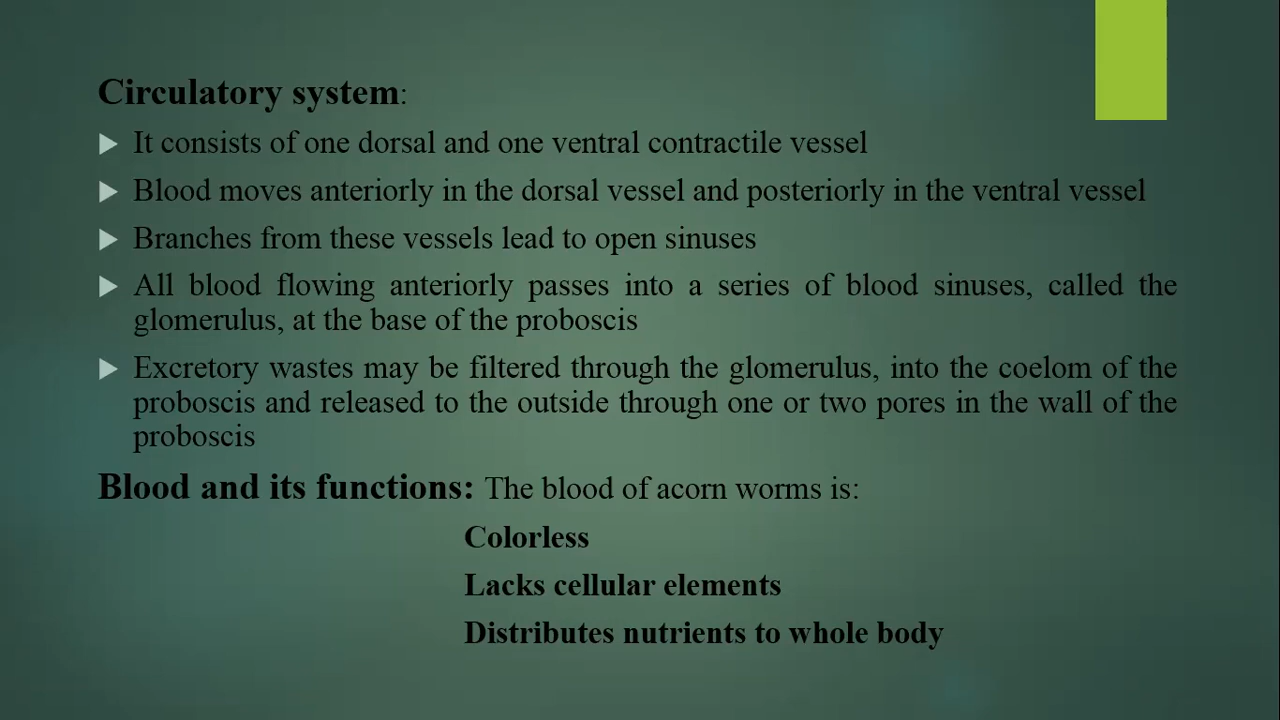 Circulatory system:
It consists of one dorsal and one ventral contractile vessel
Blood moves anteriorly in the dorsal vessel and posteriorly in the ventral vessel
Branches from these vessels lead to open sinuses
All blood flowing anteriorly passes into a series of blood sinuses, called the
glomerulus, at the base of the proboscis
Excretory wastes may be filtered through the glomerulus, into the coelom of the
proboscis and released to the outside through one or two pores in the wall of the
proboscis
Blood and its functions: The blood of acorn worms is:
Colorless
Lacks cellular elements
Distributes nutrients to whole body